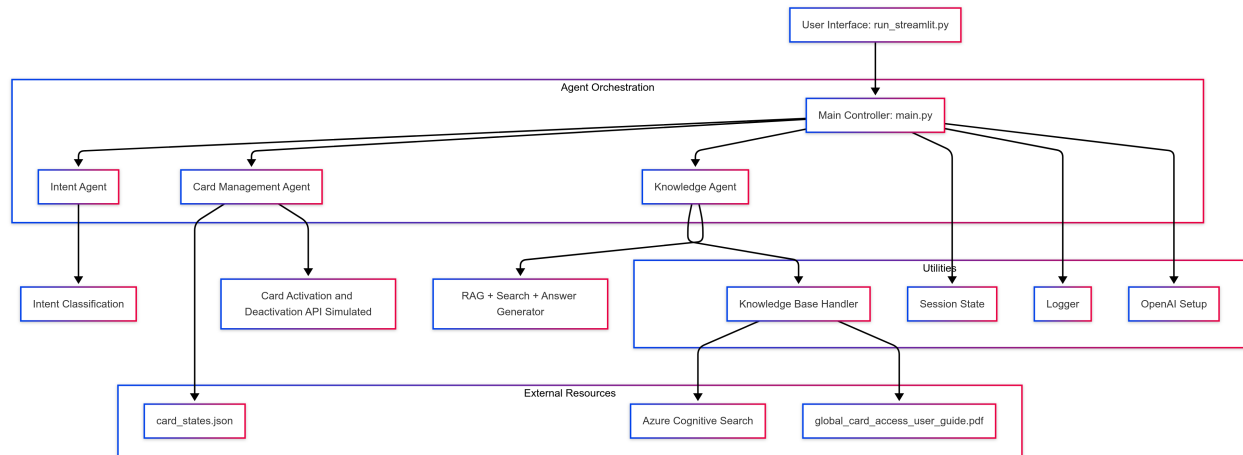 User Interface: run_streamlit.py
Agent Orchestration
Main Controller: main.py
Intent Agent
Card Management Agent
Knowledge Agent
Utilities
Intent Classification
Card Activation and
Deactivation API Simulated
RAG + Search + Answer
Generator
Knowledge Base Handler
Session State
Logger
OpenAI Setup
External Resources
card_states.json
Azure Cognitive Search
global_card_access_user_guide.pdf